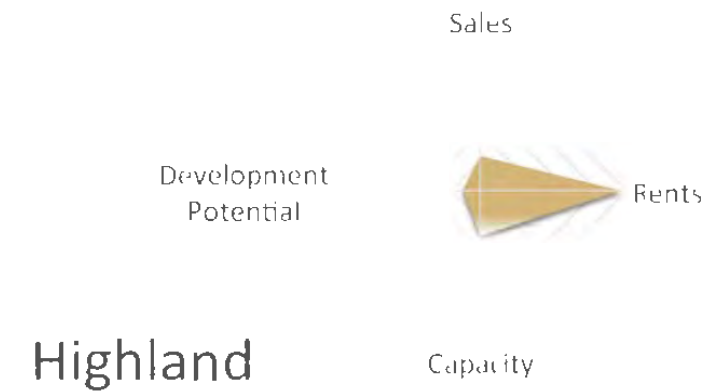 Sales
Development
Potential
Rents
Highland
Capacity